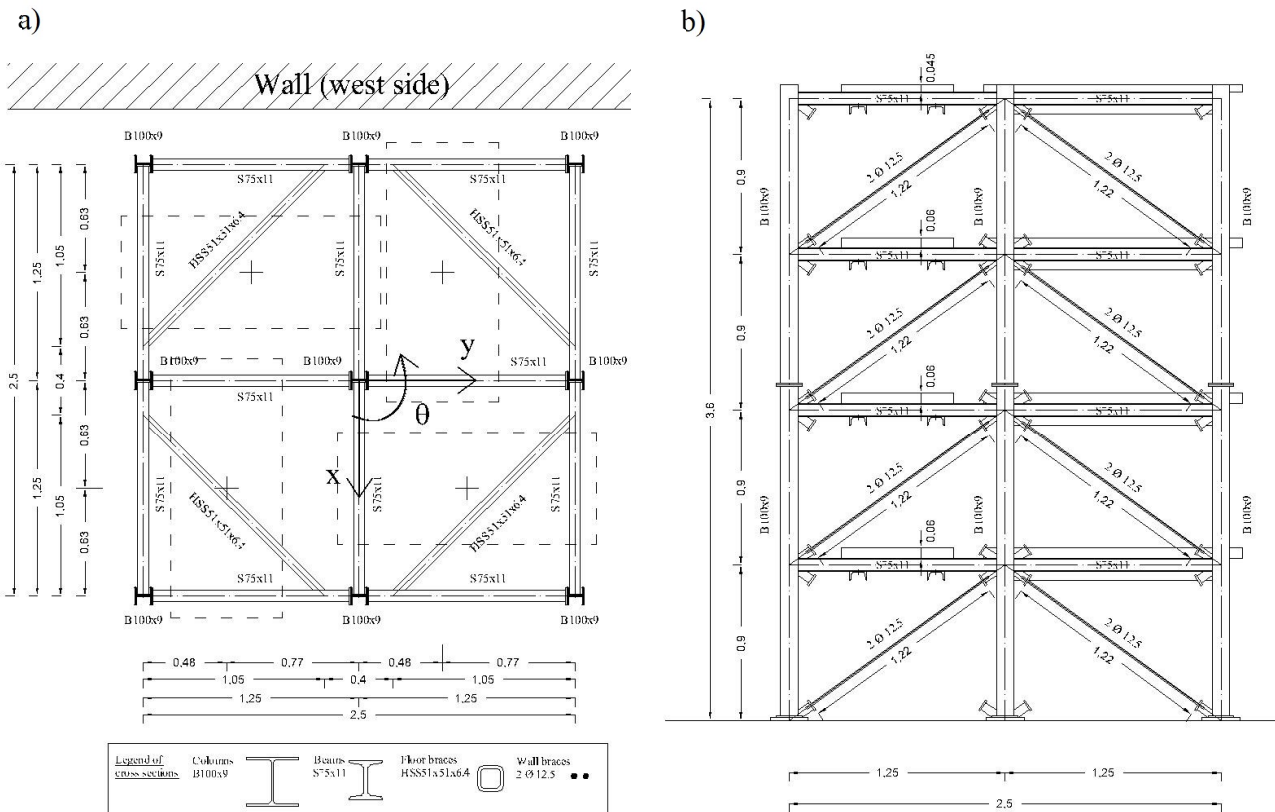 a)
b)
Wall (west side)
B100x9 B100x9 B100x9
S75x11 S75x11
HSS51x51x6.4 HSS51x51x6.4
S75x11 S75x11 S75x11
B100x9 B100x9 S75x11 B100x9
S75x11
y
θ
x
HSS51x51x6.4 HSS51x51x6.4
S75x11 S75x11 S75x11
S75x11 S75x11
B100x9 B100x9 B100x9
2.5
1,25
1,25
1,05
0.4
1,05
0,63
0,63
0,63
0,63
0,48 0,77 0,48 0,77
1,05 0,4 1,05
1,25 1,25
2,5
Legend of
cross sections
Columns
B100x9
Beams
S75x11
Floor braces
HSS51x51x6.4
Wall braces
2 Ø 12.5
0,045
S75x11 S75x11
2 Ø 12.5 2 Ø 12.5
1,22 1,22
B100x9 B100x9 B100x9
0,06
S75x11 S75x11
2 Ø 12.5 2 Ø 12.5
1,22 1,22
0,06
S75x11 S75x11
2 Ø 12.5 2 Ø 12.5
1,22 1,22
B100x9 B100x9 B100x9
0,06
S75x11 S75x11
2 Ø 12.5 2 Ø 12.5
1,22 1,22
3,6
0,9
0,9
0,9
0,9
1,25 1,25
2,5